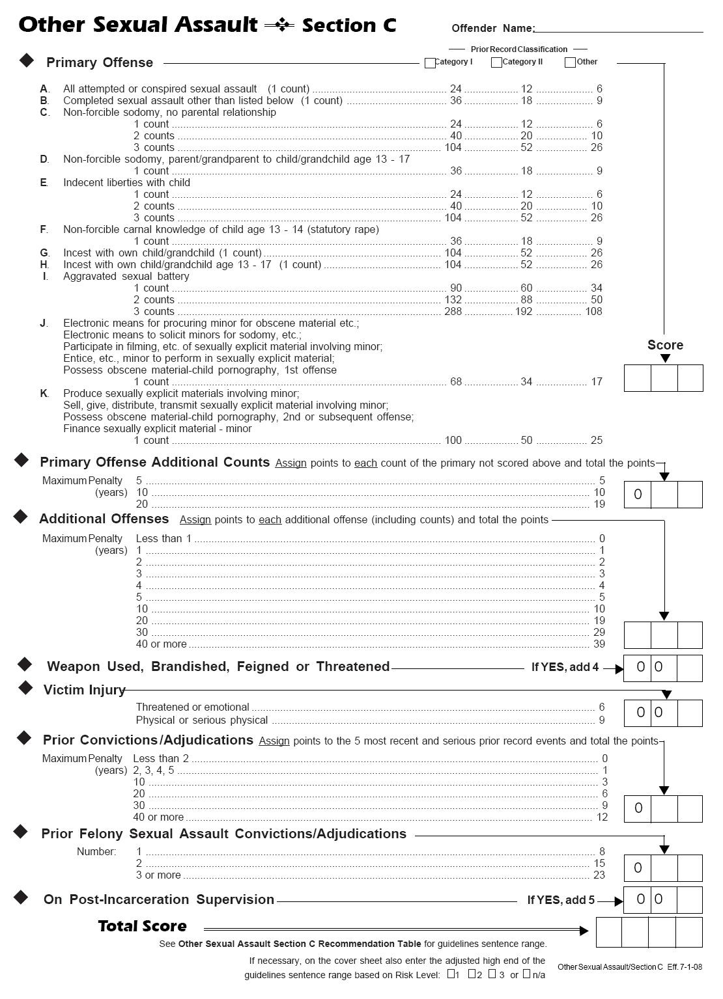 Other Sexual Assault Section C Offender Name:
Prior Record Classification
Primary Offense Category I Category II Other
A. All attempted or conspired sexual assault (1 count) 24 12 6
B. Completed sexual assault other than listed below (1 count) 36 18 9
C. Non-forcible sodomy, no parental relationship
1 count 24 12 6
2 counts 40 20 10
3 counts 104 52 26
D. Non-forcible sodomy, parent/grandparent to child/grandchild age 13 - 17
1 count 36 18 9
E. Indecent liberties with child
1 count 24 12 6
2 counts 40 20 10
3 counts 104 52 26
F. Non-forcible carnal knowledge of child age 13 - 14 (statutory rape)
1 count 36 18 9
G. Incest with own child/grandchild (1 count) 104 52 26
H. Incest with own child/grandchild age 13 - 17 (1 count) 104 52 26
I. Aggravated sexual battery
1 count 90 60 34
2 counts 132 88 50
3 counts 288 192 108
J. Electronic means for procuring minor for obscene material etc.;
Electronic means to solicit minors for sodomy, etc.;
Participate in filming, etc. of sexually explicit material involving minor;
Entice, etc., minor to perform in sexually explicit material;
Possess obscene material-child pornography, 1st offense
1 count 68 34 17
Score
K. Produce sexually explicit materials involving minor;
Sell, give, distribute, transmit sexually explicit material involving minor;
Possess obscene material-child pornography, 2nd or subsequent offense;
Finance sexually explicit material - minor
1 count 100 50 25
Primary Offense Additional Counts Assign points to each count of the primary not scored above and total the points
Maximum Penalty 5 5
(years) 10 10
20 19
0
Additional Offenses Assign points to each additional offense (including counts) and total the points
Maximum Penalty Less than 1 0
(years) 1 1
2 2
3 3
4 4
5 5
10 10
20 19
30 29
40 or more 39
Weapon Used, Brandished, Feigned or Threatened If YES, add 4 0 0
Victim Injury
Threatened or emotional 6
Physical or serious physical 9
0 0
Prior Convictions/Adjudications Assign points to the 5 most recent and serious prior record events and total the points
Maximum Penalty Less than 2 0
(years) 2, 3, 4, 5 1
10 3
20 6
30 9
40 or more 12
0
Prior Felony Sexual Assault Convictions/Adjudications
Number: 1 8
2 15
3 or more 23
0
On Post-Incarceration Supervision If YES, add 5 0 0
Total Score
See Other Sexual Assault Section C Recommendation Table for guidelines sentence range.
If necessary, on the cover sheet also enter the adjusted high end of the
guidelines sentence range based on Risk Level: 1 2 3 or n/a
Other Sexual Assault/Section C Eff. 7-1-08